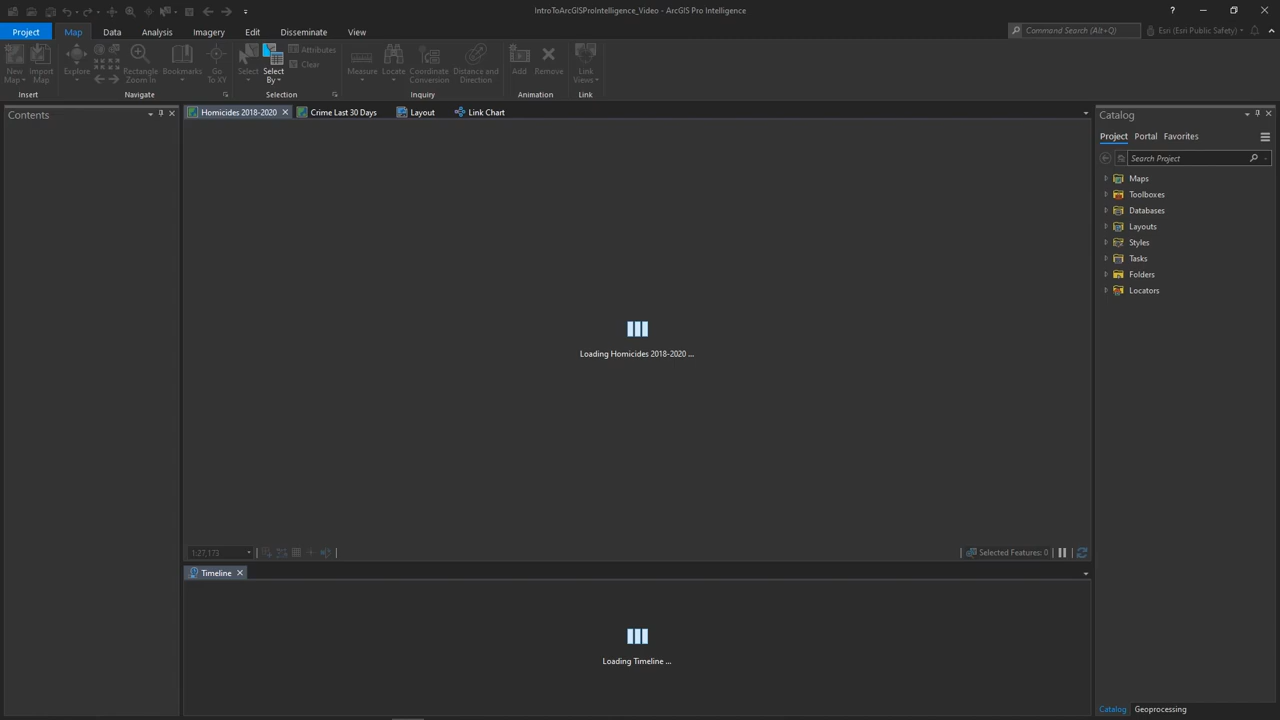 IntroToArcGISProIntelligence_Video - ArcGIS Pro Intelligence
?
Project Map Data Analysis Imagery Edit Disseminate View
Command Search (Alt+Q)
Esri (Esri Public Safety)
New Map
Import Map
Explore
Rectangle Zoom In
Bookmarks
Go To XY
Select
Select By
Attributes
Clear
Measure
Locate
Coordinate Conversion
Distance and Direction
Add
Remove
Link Views
Insert Navigate Selection Inquiry Animation Link
Contents
Homicides 2018-2020 Crime Last 30 Days Layout Link Chart
Loading Homicides 2018-2020 ...
1:27,173
Selected Features: 0
Timeline
Loading Timeline ...
Catalog
Project Portal Favorites
Search Project
Maps
Toolboxes
Databases
Layouts
Styles
Tasks
Folders
Locators
Catalog Geoprocessing